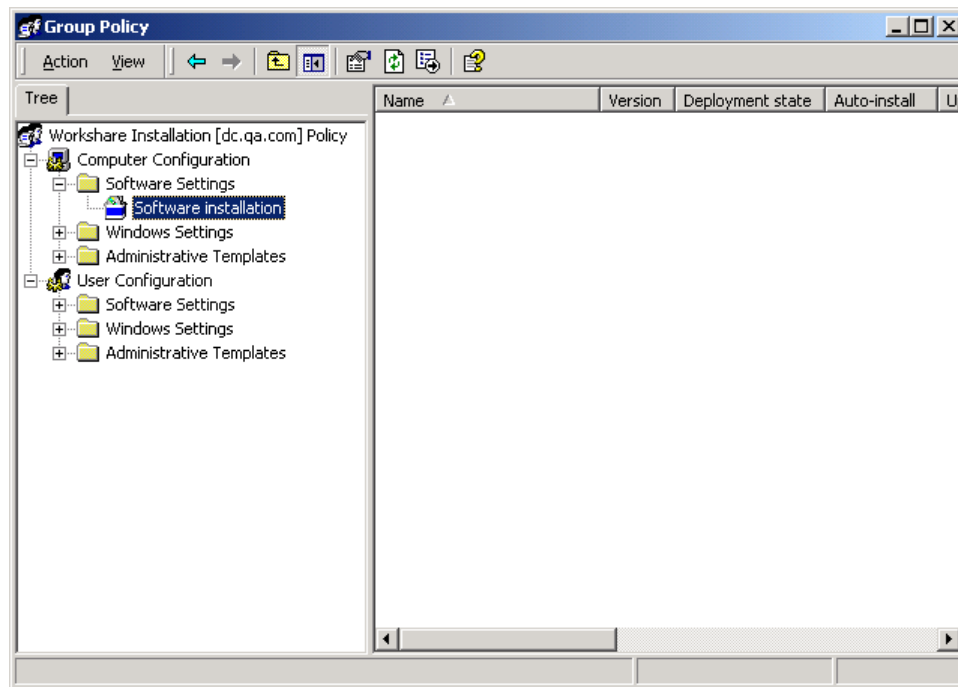 Group Policy
Action View
Tree
Name Version Deployment state Auto-install U
Workshare Installation [dc.qa.com] Policy
Computer Configuration
Software Settings
Software installation
Windows Settings
Administrative Templates
User Configuration
Software Settings
Windows Settings
Administrative Templates